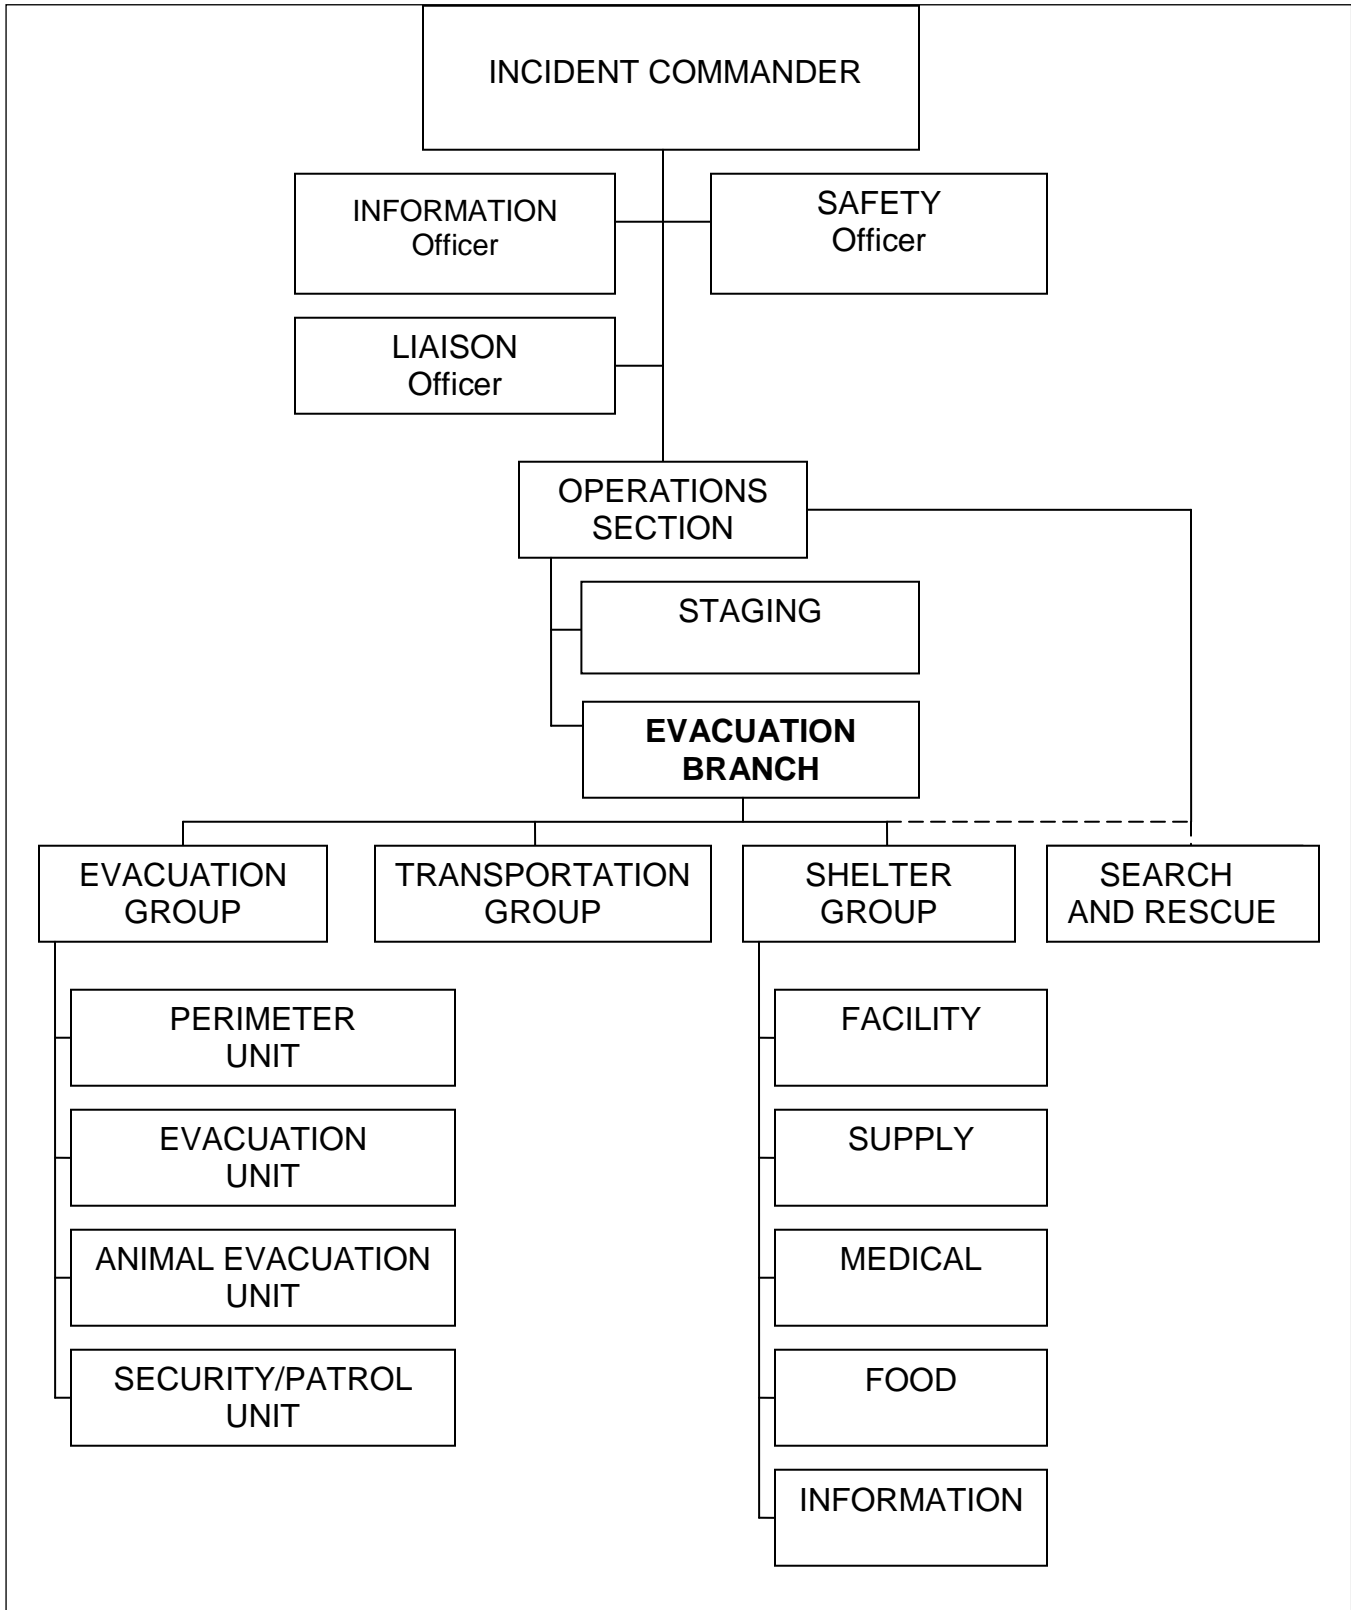 INCIDENT COMMANDER
INFORMATION
Officer
SAFETY
Officer
LIAISON
Officer
OPERATIONS
SECTION
STAGING
EVACUATION
BRANCH
EVACUATION
GROUP
TRANSPORTATION
GROUP
SHELTER
GROUP
SEARCH
AND RESCUE
PERIMETER
UNIT
EVACUATION
UNIT
ANIMAL EVACUATION
UNIT
SECURITY/PATROL
UNIT
FACILITY
SUPPLY
MEDICAL
FOOD
INFORMATION